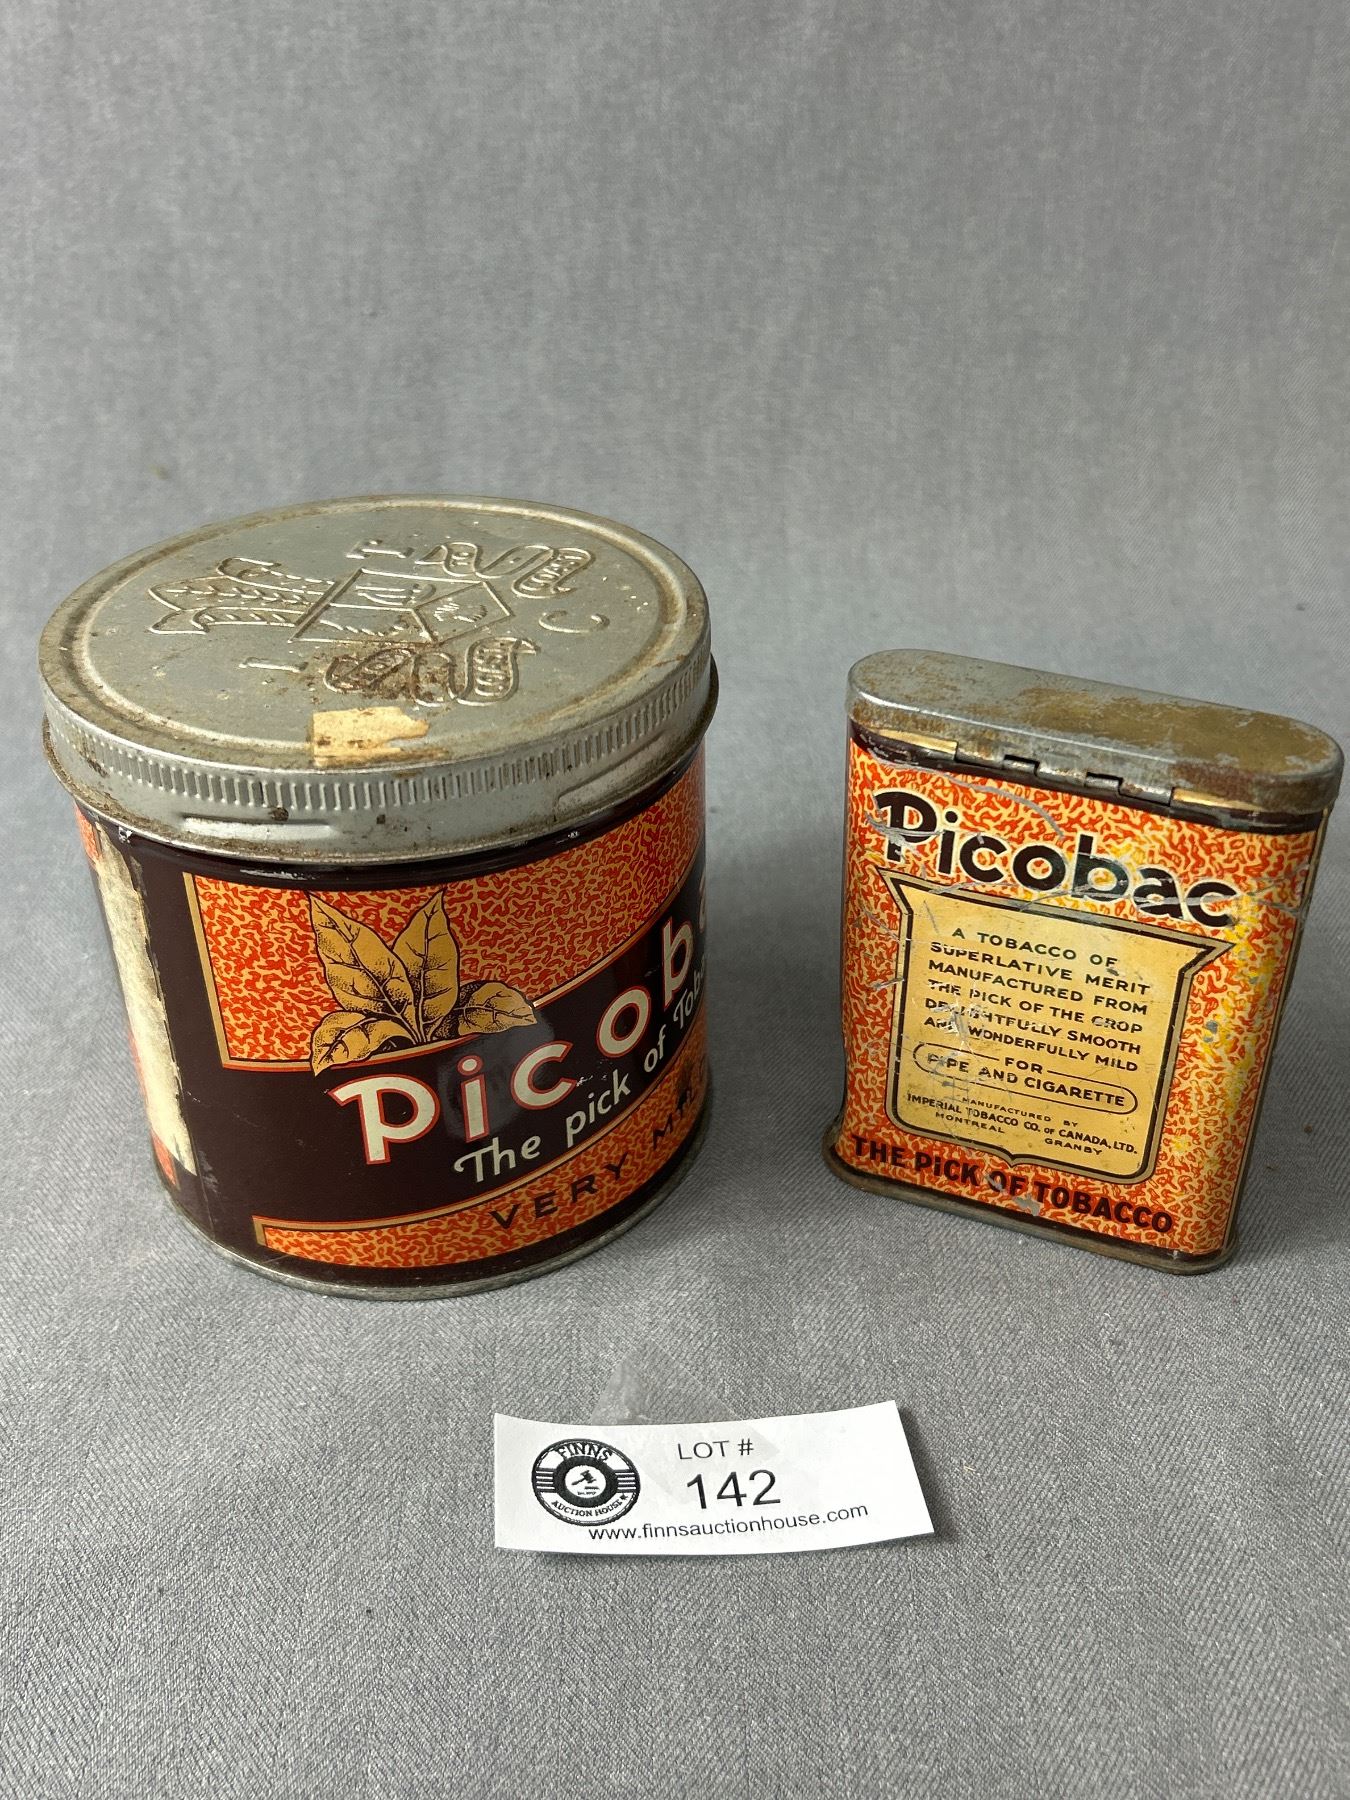 Picoba
The pick of Toba
VERY MIL
Picobac
A TOBACCO OF
SUPERLATIVE MERIT
MANUFACTURED FROM
THE PICK OF THE CROP
DELIGHTFULLY SMOOTH
AND WONDERFULLY MILD
FOR
PIPE AND CIGARETTE
MANUFACTURED BY
IMPERIAL TOBACCO CO. OF CANADA, LTD.
MONTREAL GRANBY
THE PICK OF TOBACCO
FINNS
AUCTION HOUSE
LOT #
142
www.finnsauctionhouse.com